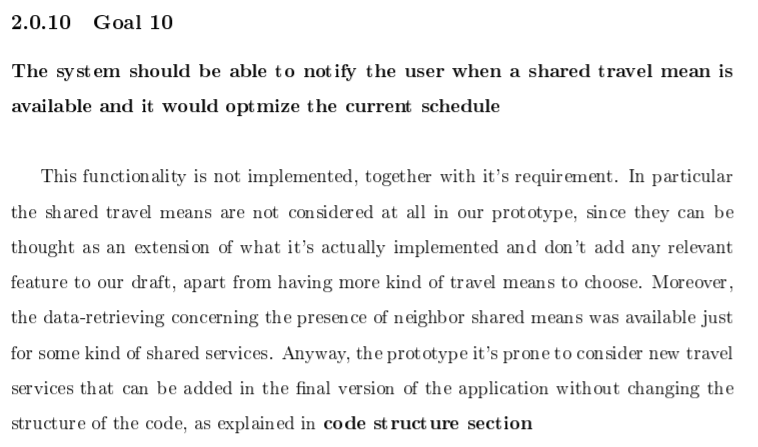 2.0.10 Goal 10
The system should be able to notify the user when a shared travel mean is
available and it would optmize the current schedule
This functionality is not implemented, together with it's requirement. In particular
the shared travel means are not considered at all in our prototype, since they can be
thought as an extension of what it's actually implemented and don't add any relevant
feature to our draft, apart from having more kind of travel means to choose. Moreover,
the data-retrieving concerning the presence of neighbor shared means was available just
for some kind of shared services. Anyway, the prototype it's prone to consider new travel
services that can be added in the final version of the application without changing the
structure of the code, as explained in code structure section